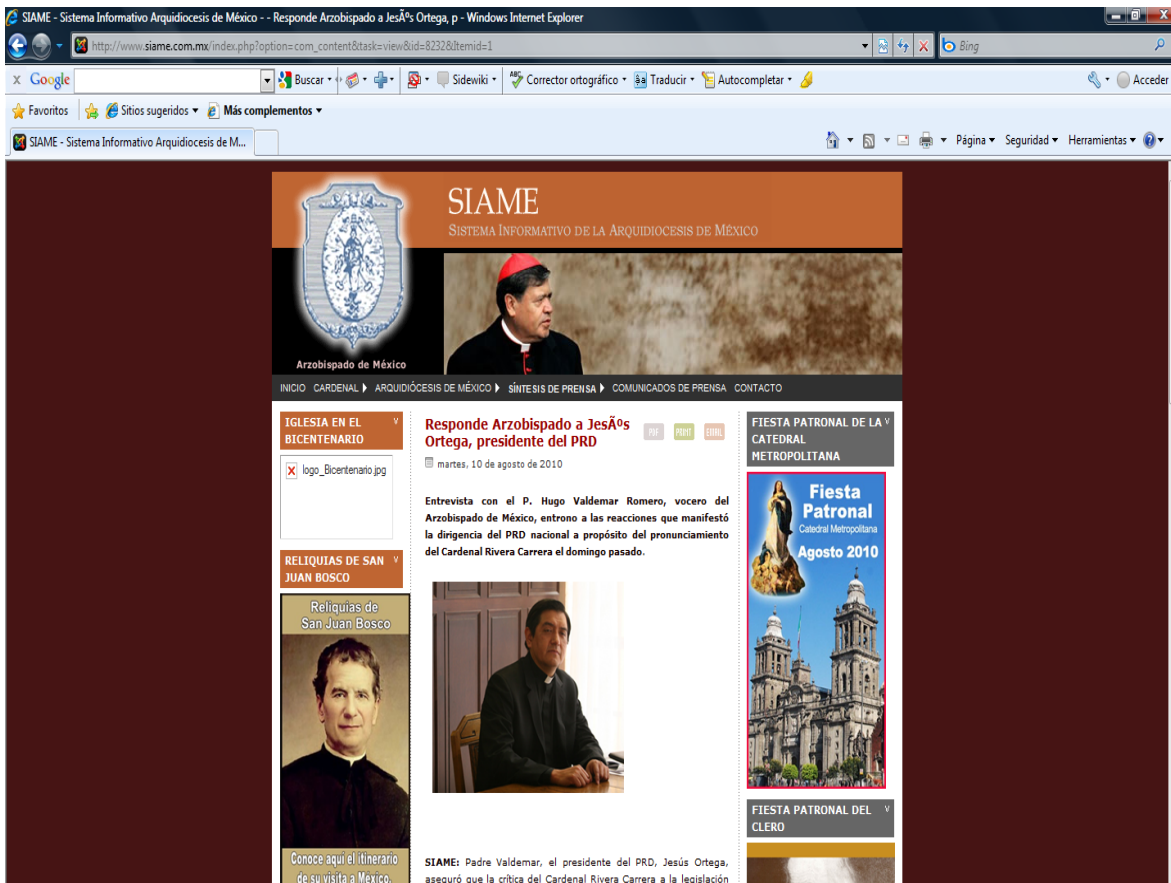 SIAME - Sistema Informativo Arquidiocesis de México - - Responde Arzobispado a JesÃºs Ortega, p - Windows Internet Explorer
http://www.siame.com.mx/index.php?option=com_content&task=view&id=8232&Itemid=1
Bing
x Google
Buscar
Sidewiki
Corrector ortográfico
Traducir
Autocompletar
Acceder
Favoritos
Sitios sugeridos
Más complementos
SIAME - Sistema Informativo Arquidiocesis de M...
Página
Seguridad
Herramientas
SIAME
SISTEMA INFORMATIVO DE LA ARQUIDIOCESIS DE MÉXICO
Arzobispado de México
INICIO CARDENAL ARQUIDIÓCESIS DE MÉXICO SÍNTESIS DE PRENSA COMUNICADOS DE PRENSA CONTACTO
IGLESIA EN EL
BICENTENARIO
logo_Bicentenario.jpg
RELIQUIAS DE SAN
JUAN BOSCO
Reliquias de
San Juan Bosco
Conoce aquí el itinerario
de su visita a México.
Responde Arzobispado a JesÃºs
Ortega, presidente del PRD
PDF PRINT EMAIL
martes, 10 de agosto de 2010
Entrevista con el P. Hugo Valdemar Romero, vocero del
Arzobispado de México, entrono a las reacciones que manifestó
la dirigencia del PRD nacional a propósito del pronunciamiento
del Cardenal Rivera Carrera el domingo pasado.
SIAME: Padre Valdemar, el presidente del PRD, Jesús Ortega,
aseguró que la crítica del Cardenal Rivera Carrera a la legislación
FIESTA PATRONAL DE LA
CATEDRAL
METROPOLITANA
Fiesta
Patronal
Catedral Metropolitana
Agosto 2010
FIESTA PATRONAL DEL
CLERO